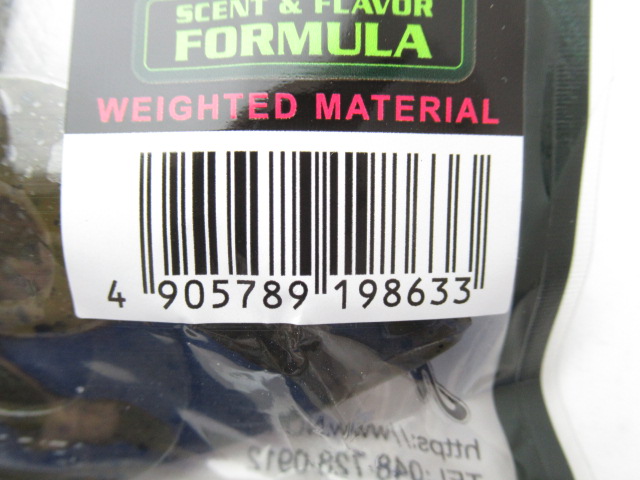 SCENT & FLAVOR
FORMULA
WEIGHTED MATERIAL
4 905789 198633
https://www.
TEL: 048-728-0912